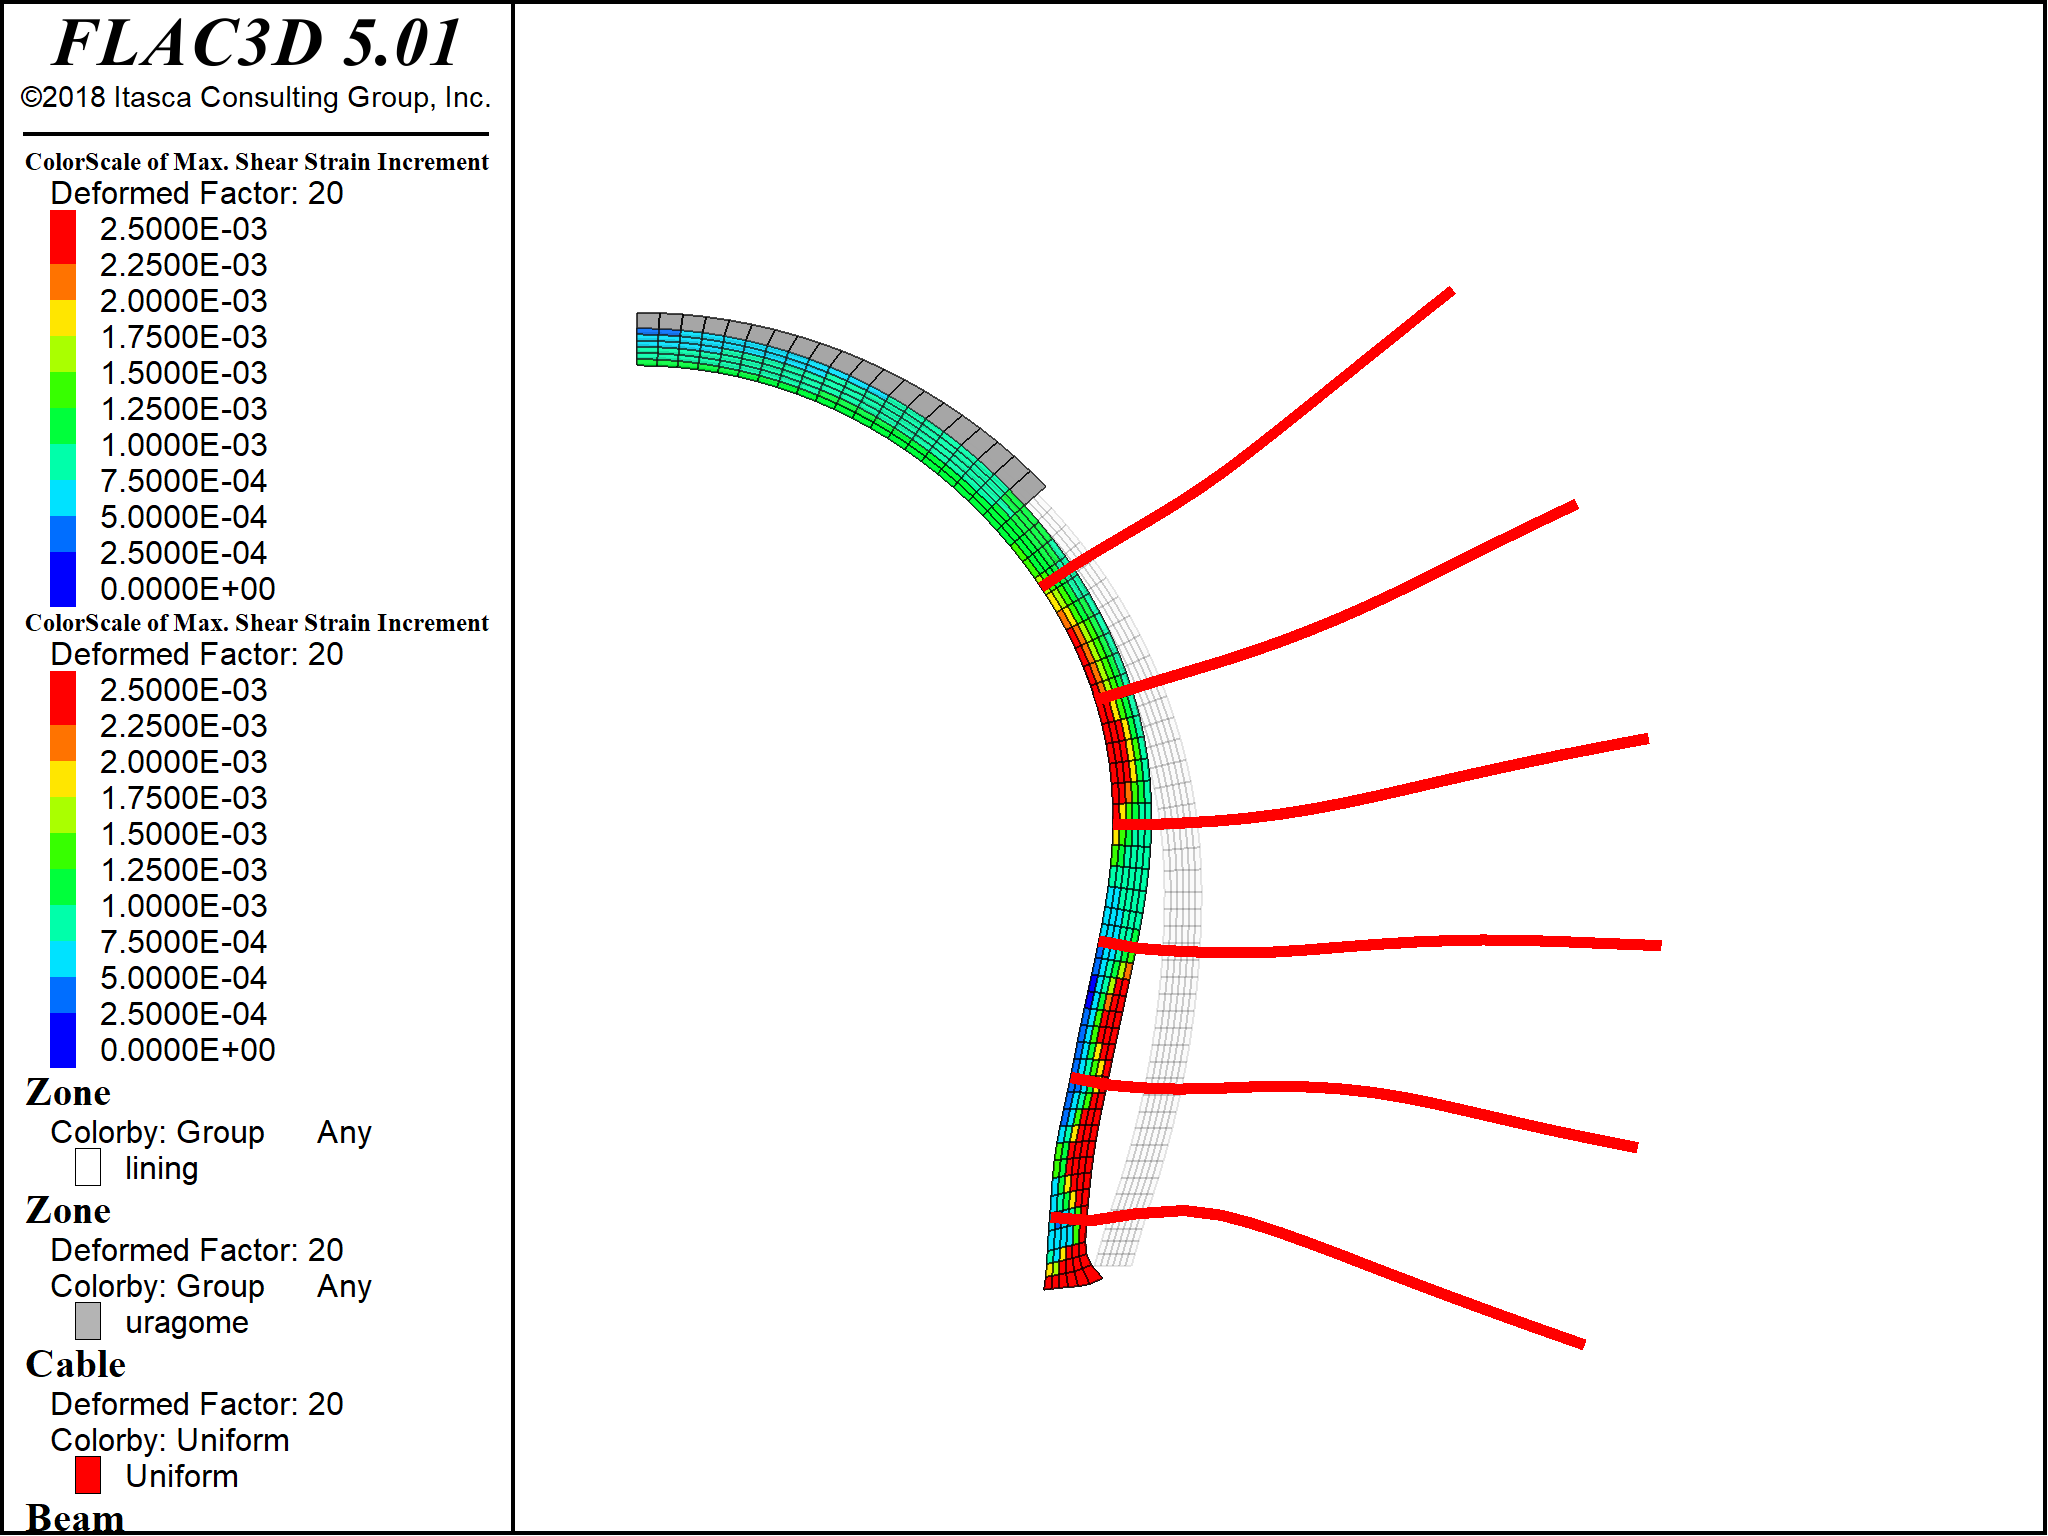 FLAC3D 5.01
©2018 Itasca Consulting Group, Inc.
ColorScale of Max. Shear Strain Increment
Deformed Factor: 20
2.5000E-03
2.2500E-03
2.0000E-03
1.7500E-03
1.5000E-03
1.2500E-03
1.0000E-03
7.5000E-04
5.0000E-04
2.5000E-04
0.0000E+00
ColorScale of Max. Shear Strain Increment
Deformed Factor: 20
2.5000E-03
2.2500E-03
2.0000E-03
1.7500E-03
1.5000E-03
1.2500E-03
1.0000E-03
7.5000E-04
5.0000E-04
2.5000E-04
0.0000E+00
Zone
Colorby: Group Any
lining
Zone
Deformed Factor: 20
Colorby: Group Any
uragome
Cable
Deformed Factor: 20
Colorby: Uniform
Uniform
Beam